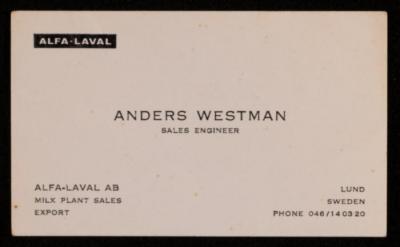 ALFA-LAVAL
ANDERS WESTMAN
SALES ENGINEER
ALFA-LAVAL AB
MILK PLANT SALES
EXPORT
LUND
SWEDEN
PHONE 046/140320